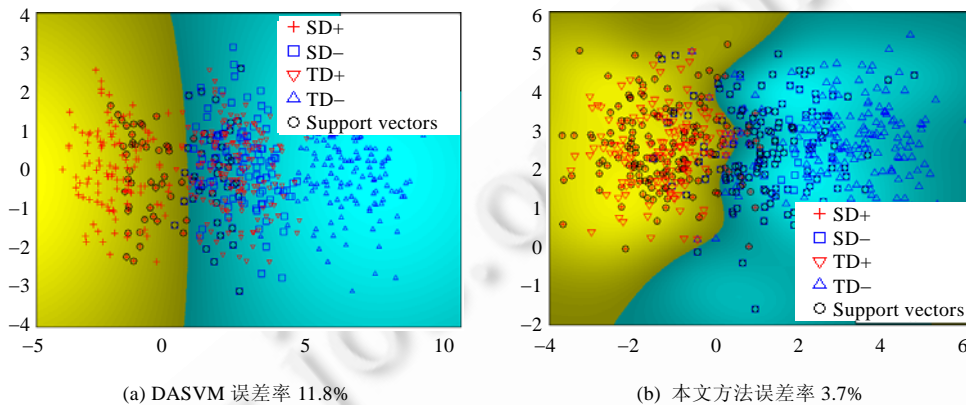 4
3
2
1
0
−1
−2
−3
−4
−5
0
5
10
SD+
SD−
TD+
TD−
Support vectors
(a) DASVM 误差率 11.8%
6
5
4
3
2
1
0
−1
−2
−4
−2
0
2
4
6
SD+
SD−
TD+
TD−
Support vectors
(b) 本文方法误差率 3.7%